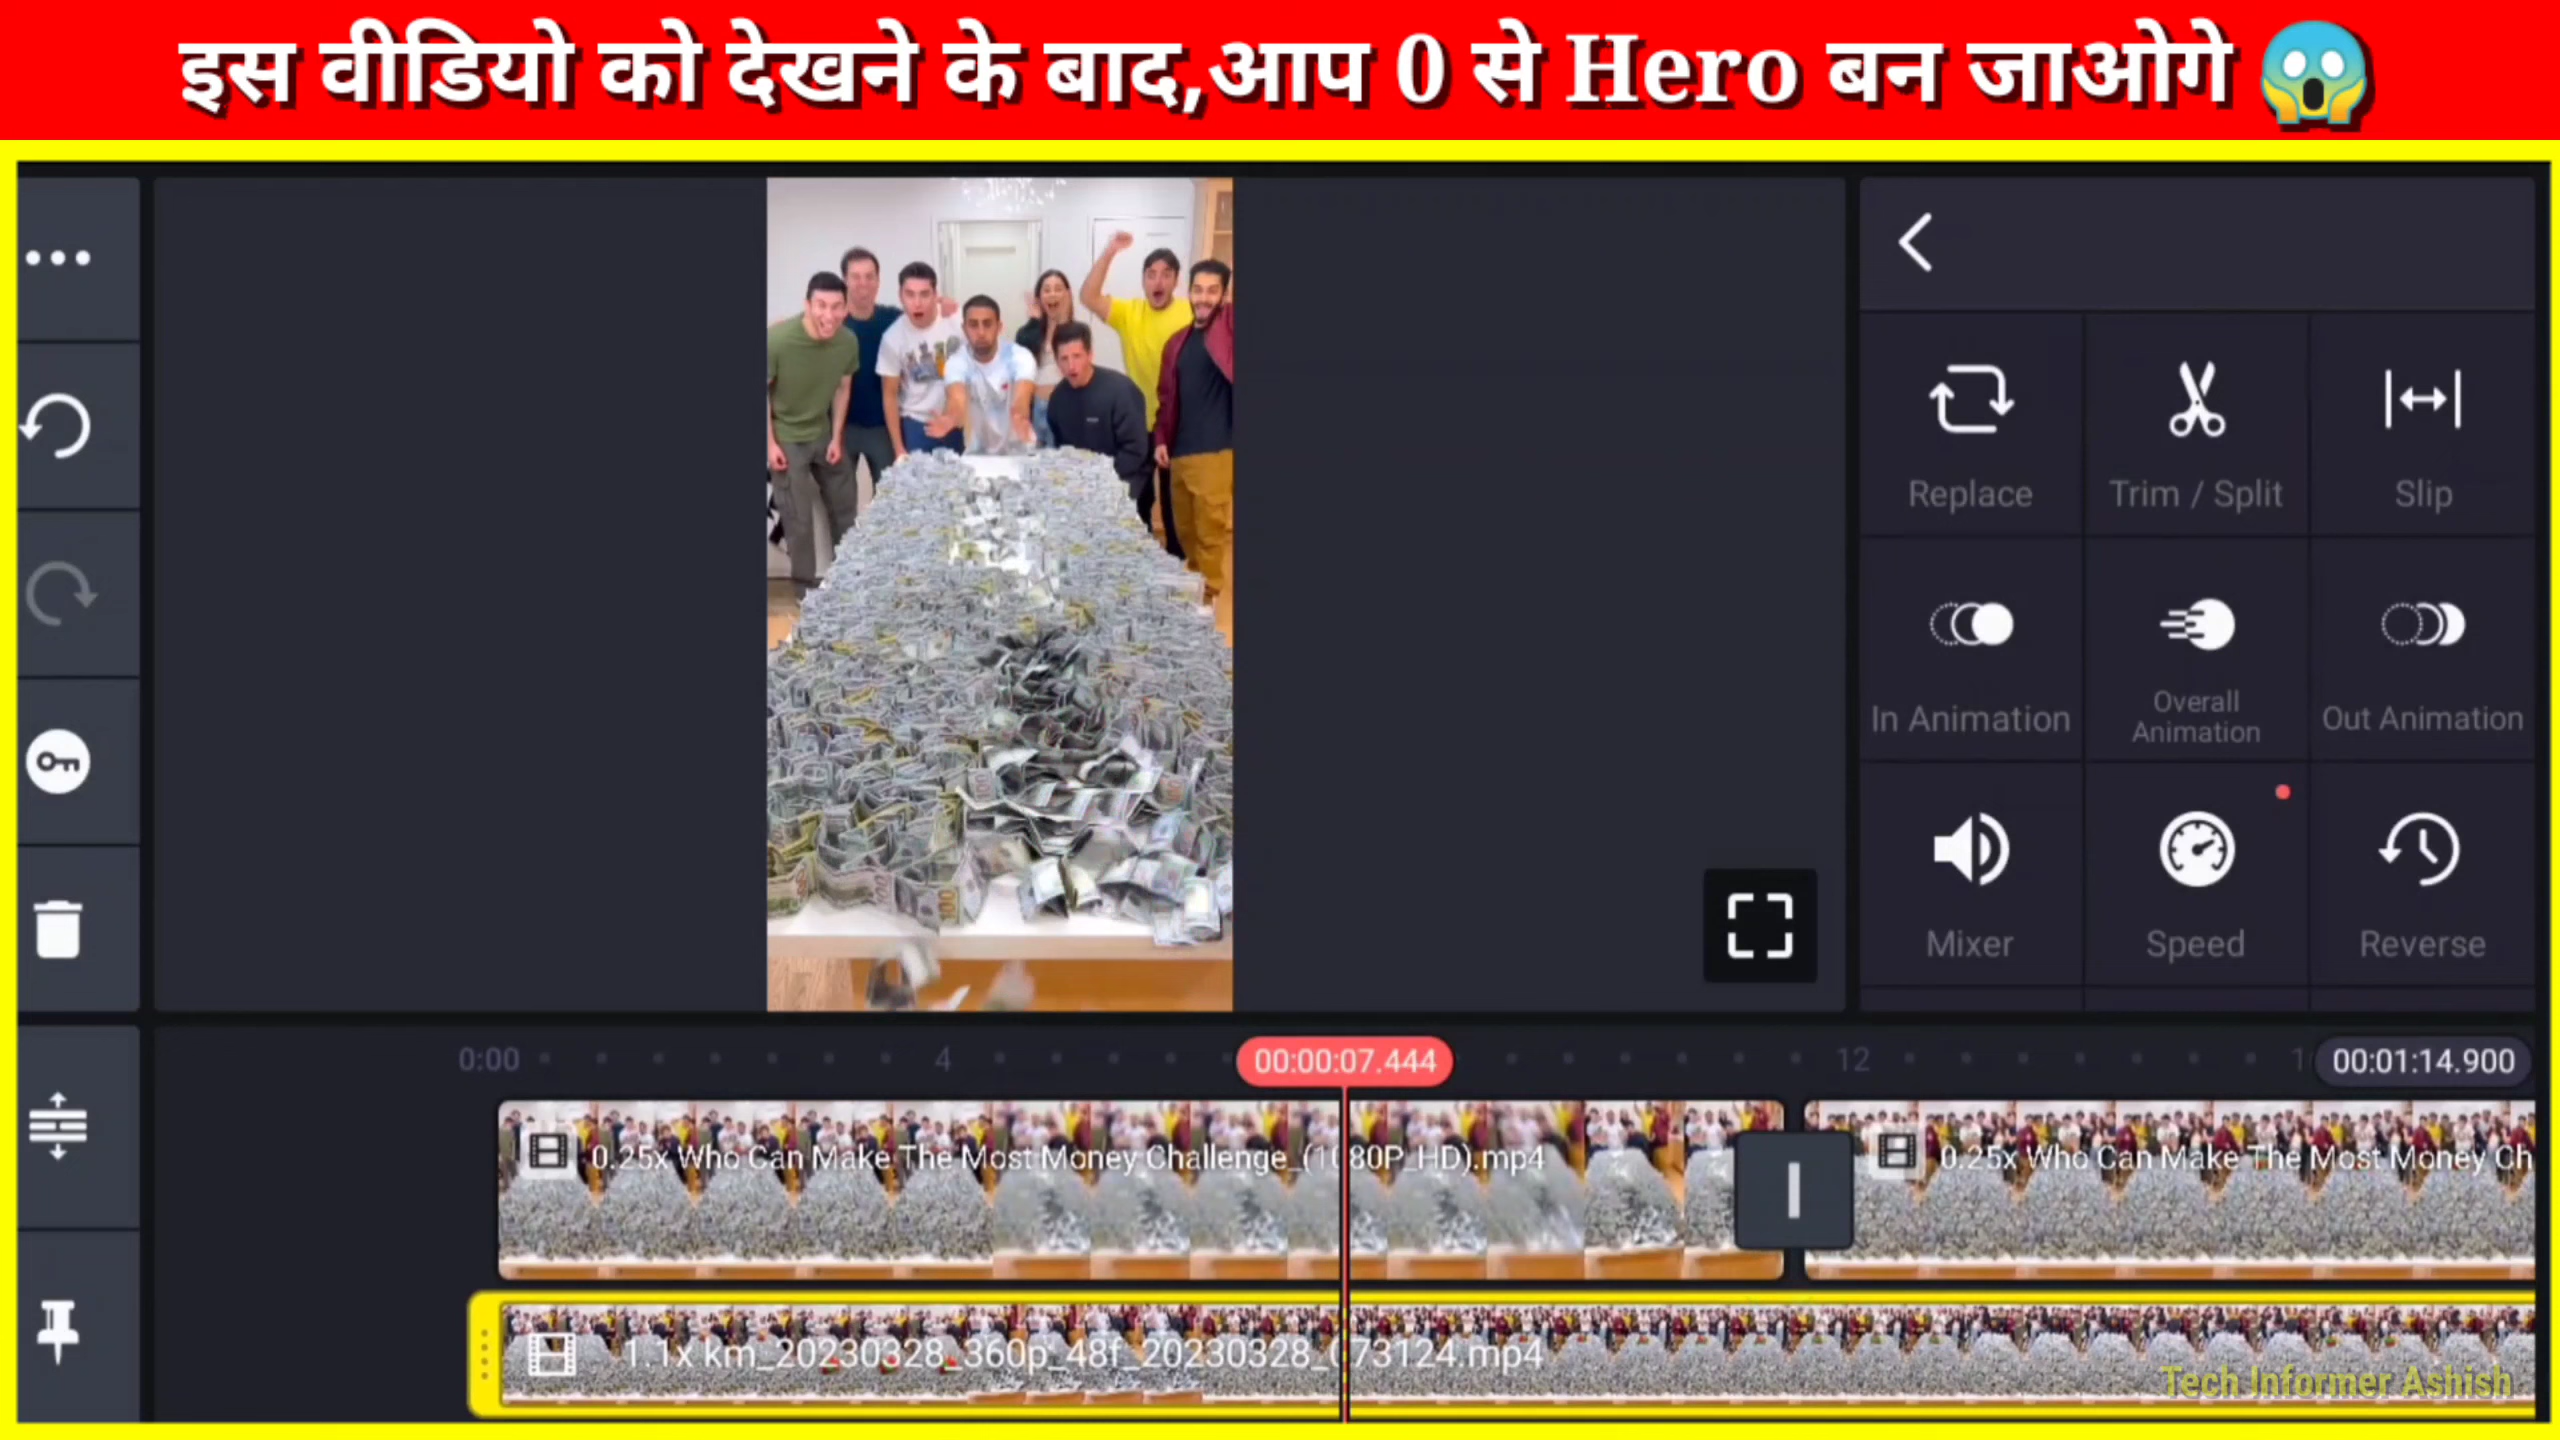 इस वीडियो को देखने के बाद,आप 0 से Hero बन जाओगे 😱
Replace
Trim / Split
Slip
In Animation
Overall
Animation
Out Animation
Mixer
Speed
Reverse
0:00
4
00:00:07.444
12
00:01:14.900
0.25x Who Can Make The Most Money Challenge_(1080P_HD).mp4
0.25x Who Can Make The Most Money Ch
1.1x km_20230328_360p_48f_20230328_073124.mp4
Tech Informer Ashish